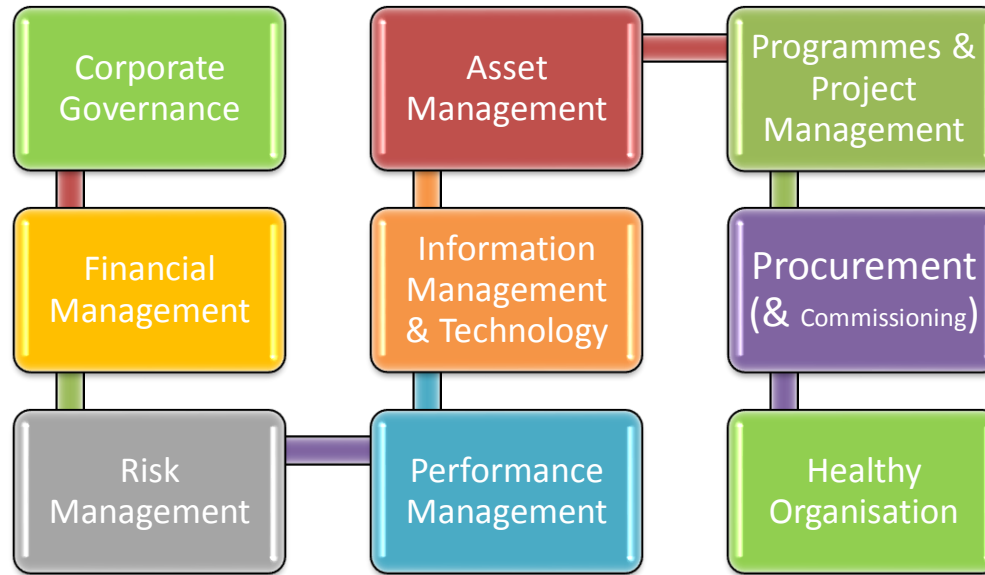 Corporate
Governance
Financial
Management
Risk
Management
Performance
Management
Information
Management
& Technology
Asset
Management
Programmes &
Project
Management
Procurement
(& Commissioning)
Healthy
Organisation